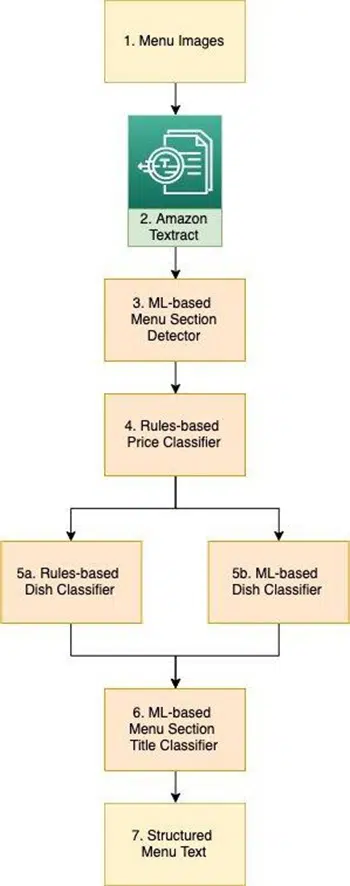 1. Menu Images
2. Amazon
Textract
3. ML-based
Menu Section
Detector
4. Rules-based
Price Classifier
5a. Rules-based
Dish Classifier
5b. ML-based
Dish Classifier
6. ML-based
Menu Section
Title Classifier
7. Structured
Menu Text